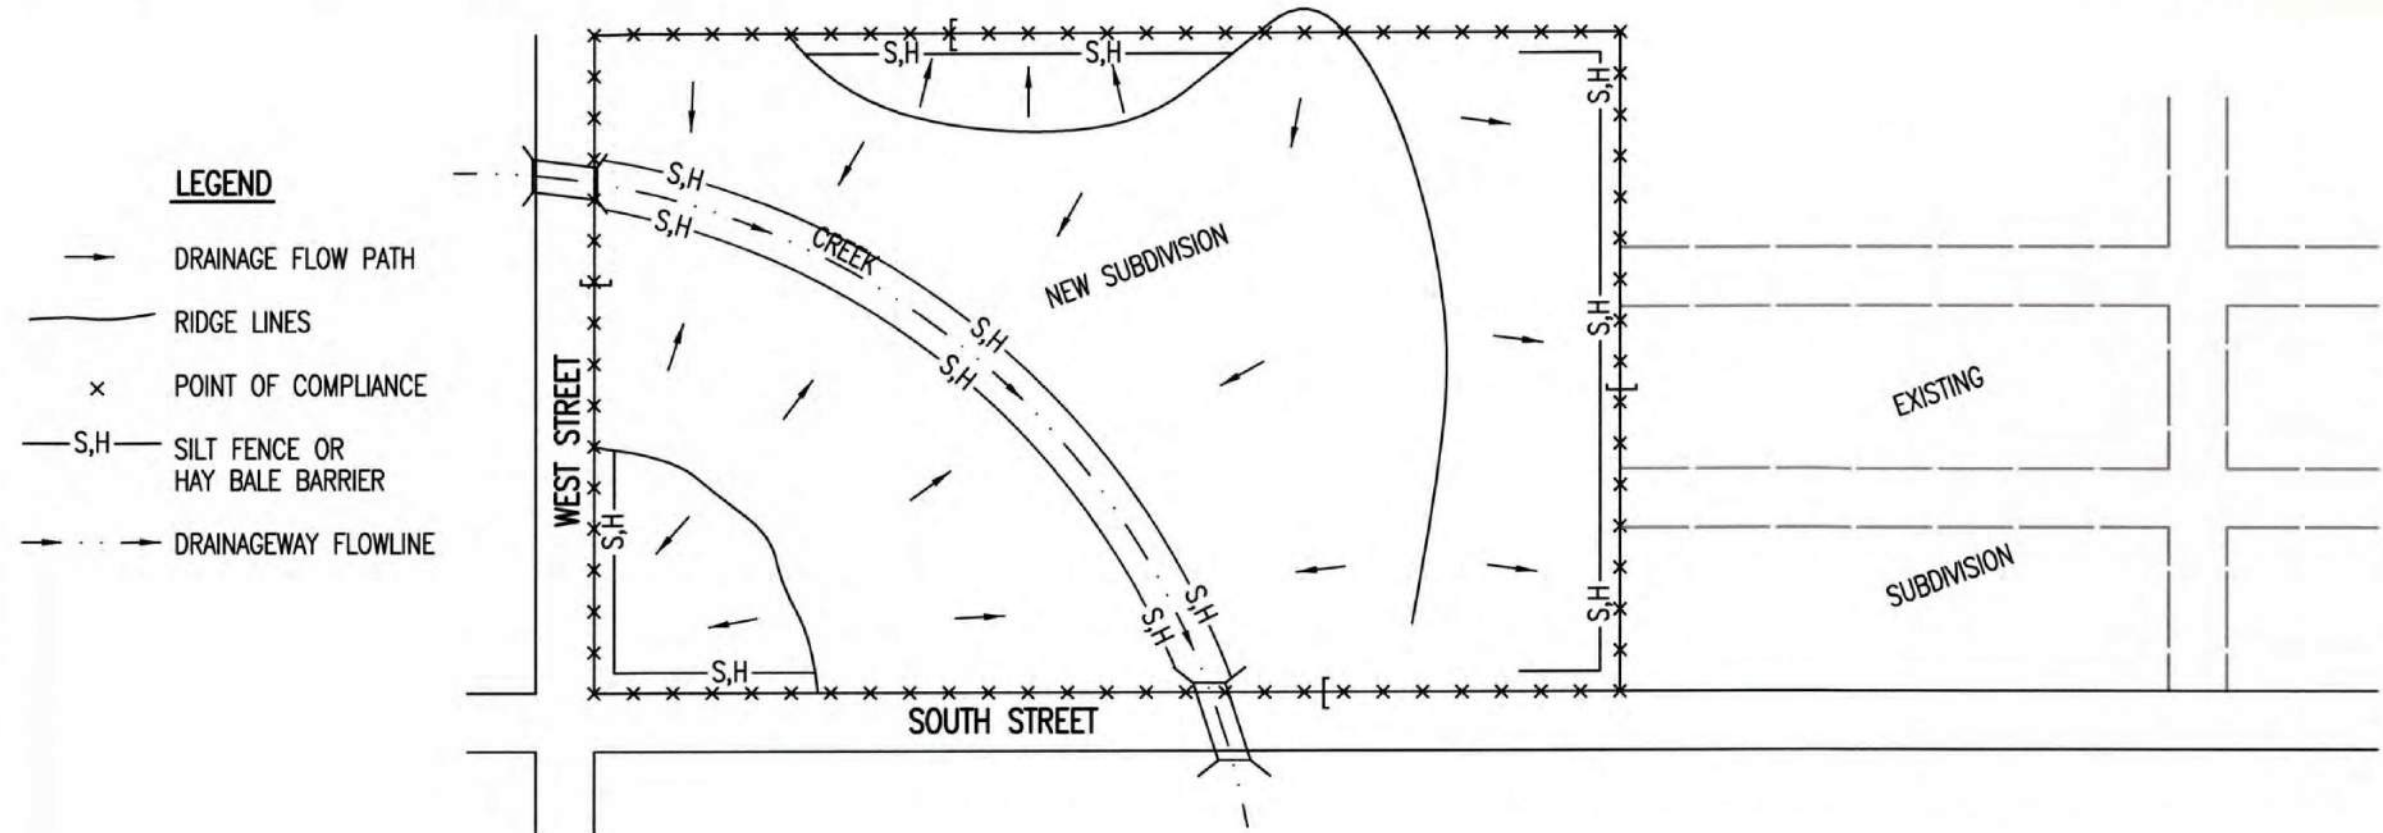 LEGEND
DRAINAGE FLOW PATH
RIDGE LINES
POINT OF COMPLIANCE
S,H
SILT FENCE OR
HAY BALE BARRIER
DRAINAGEWAY FLOWLINE
S,H
S,H
S,H
S,H
S,H
CREEK
NEW SUBDIVISION
S,H
S,H
S,H
WEST STREET
EXISTING
S,H
S,H
S,H
S,H
SUBDIVISION
S,H
SOUTH STREET